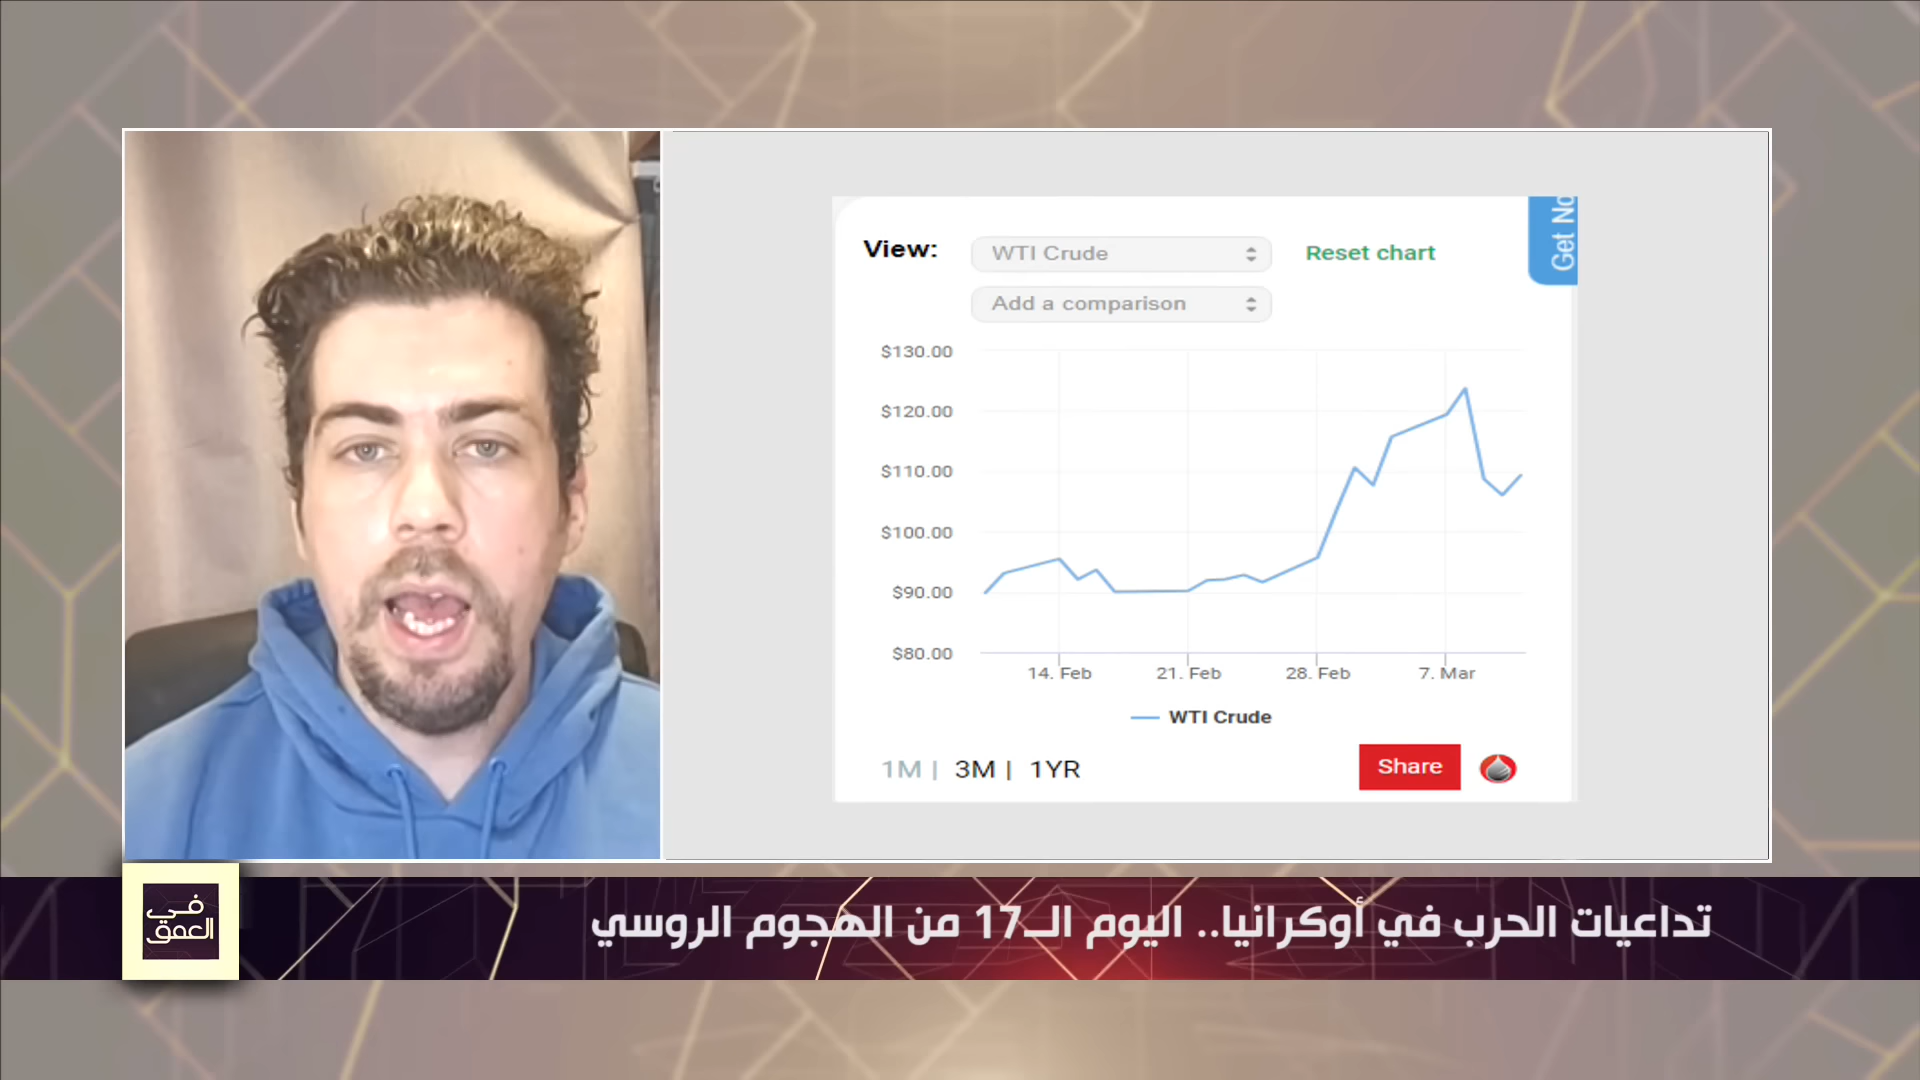 View:
WTI Crude
Reset chart
Get No
Add a comparison
$130.00
$120.00
$110.00
$100.00
$90.00
$80.00
14. Feb
21. Feb
28. Feb
7. Mar
WTI Crude
1M | 3M | 1YR
Share
في
العمق
تداعيات الحرب في أوكرانيا.. اليوم الـ17 من الهجوم الروسي